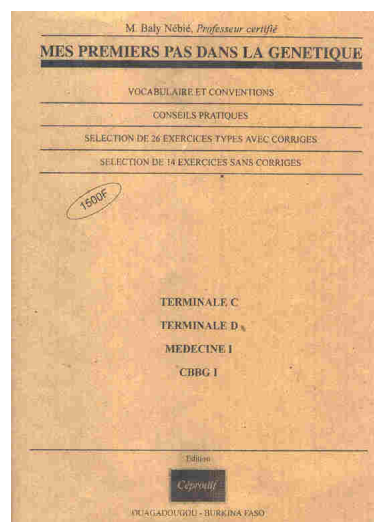 M. Baly Nébié, Professeur certifié
MES PREMIERS PAS DANS LA GENETIQUE
VOCABULAIRE ET CONVENTIONS
CONSEILS PRATIQUES
SELECTION DE 26 EXERCICES TYPES AVEC CORRIGES
SELECTION DE 14 EXERCICES SANS CORRIGES
1500F
TERMINALE C
TERMINALE D
MEDECINE I
CBBG I
Edition
Céprodif
OUAGADOUGOU - BURKINA FASO